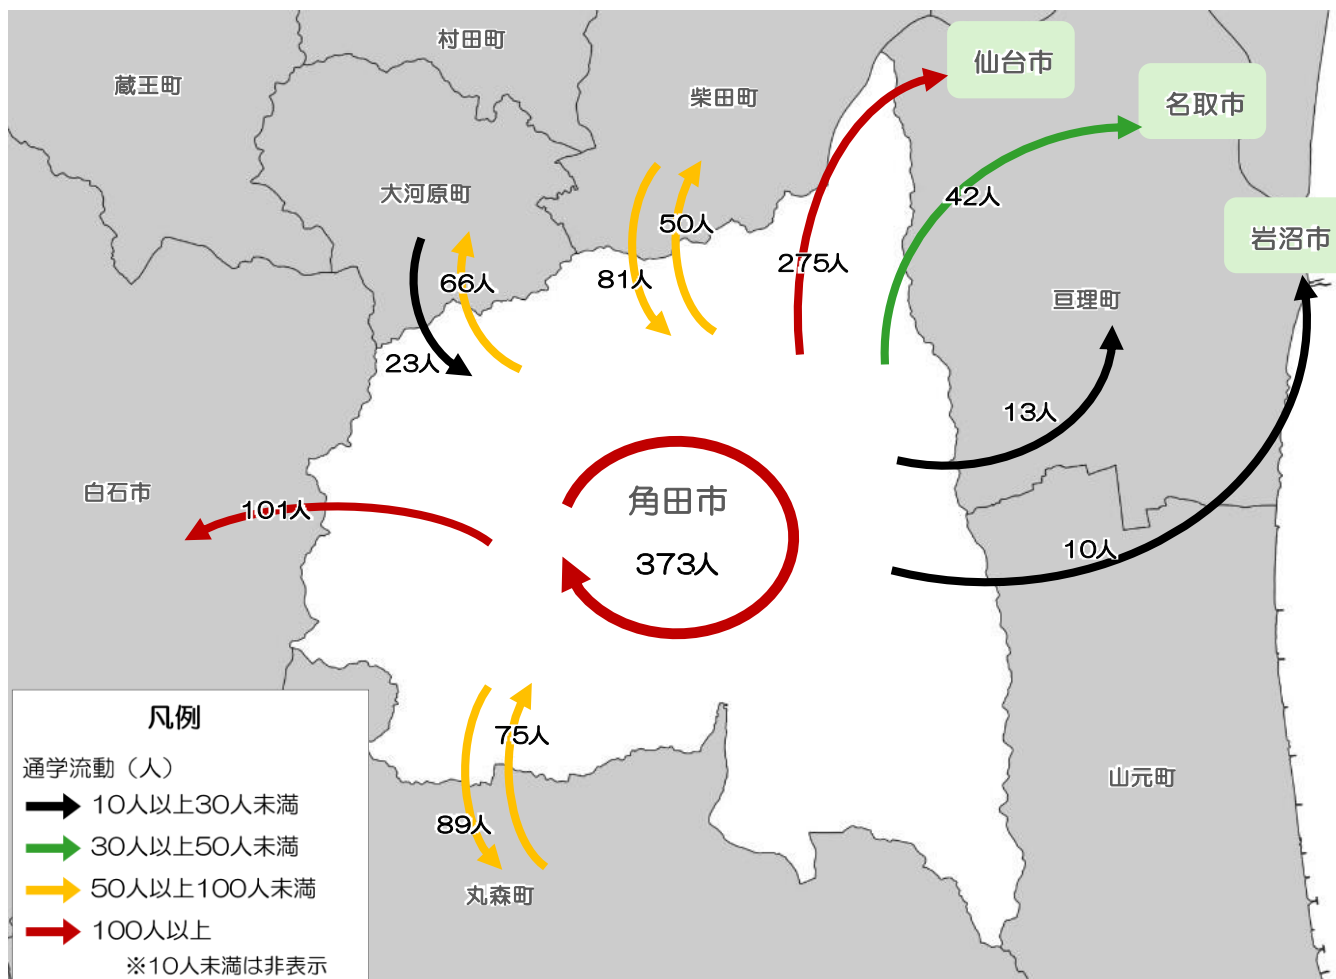 村田町
仙台市
蔵王町
柴田町
名取市
大河原町
42人
50人
岩沼市
275人
81人
66人
亘理町
23人
13人
白石市
角田市
101人
10人
373人
凡例
75人
通学流動（人）
山元町
10人以上30人未満
89人
30人以上50人未満
50人以上100人未満
丸森町
100人以上
※10人未満は非表示